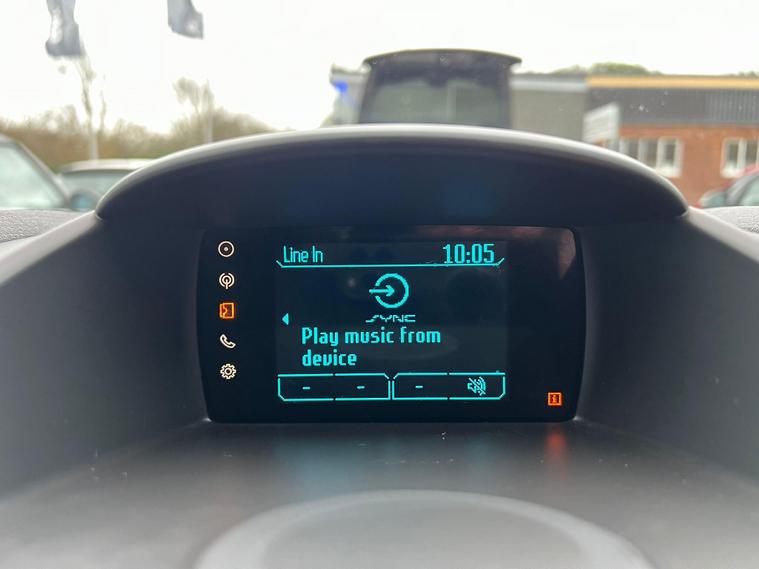 Line In 10:05
SYNC
Play music from
device